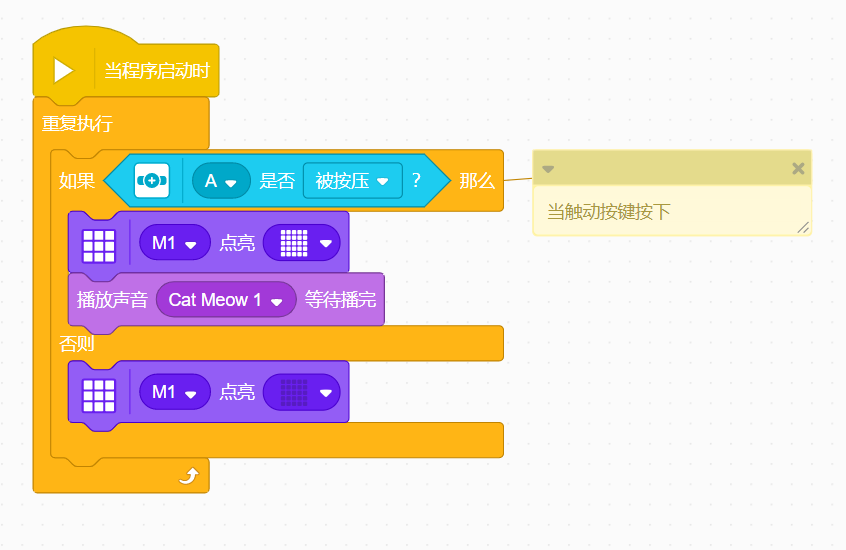 当程序启动时
重复执行
如果 A 是否 被按压 ? 那么
当触动按键按下
M1 点亮
播放声音 Cat Meow 1 等待播完
否则
M1 点亮